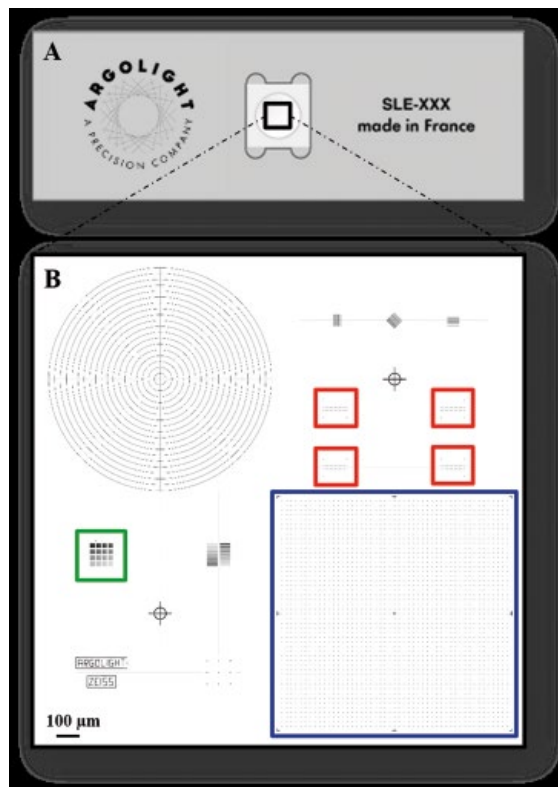 A
ARGOLIGHT
A PRECISION COMPANY
SLE-XXX
made in France
B
ARGOLIGHT
ZEISS
100 µm